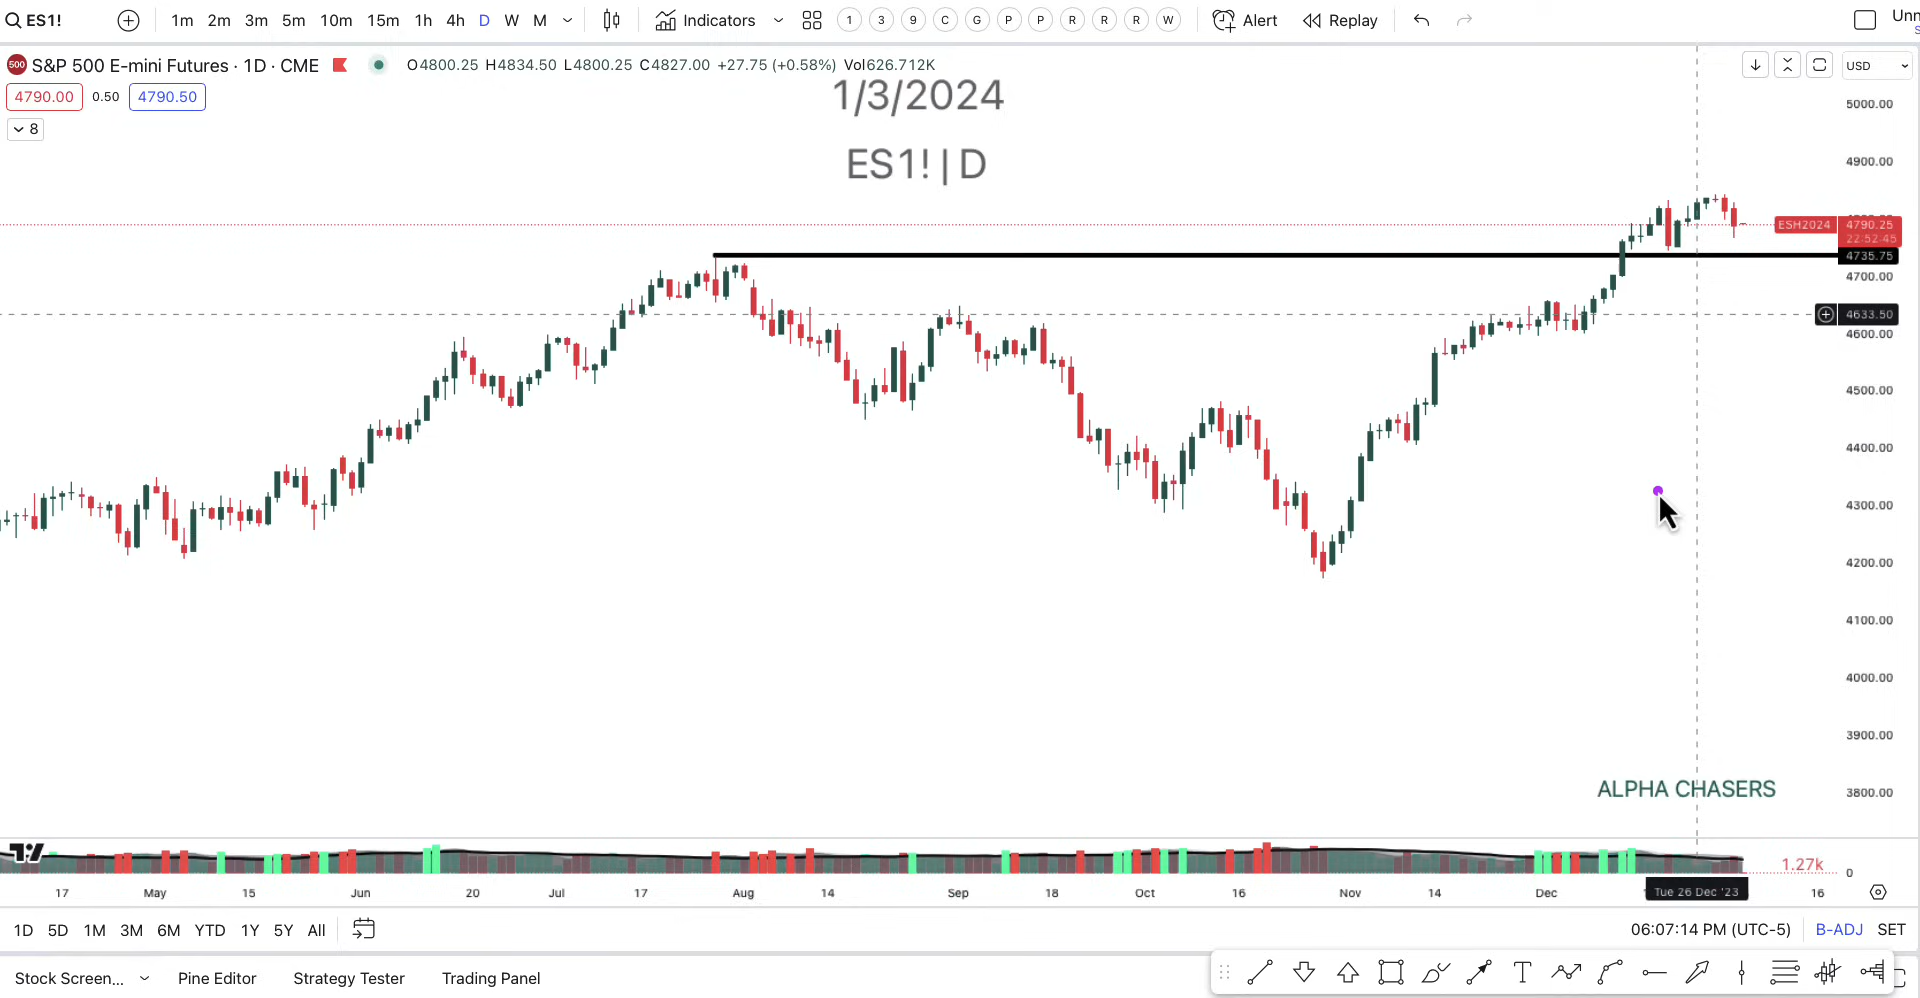 ES1! 1m 2m 3m 5m 10m 15m 1h 4h D W M Indicators 1 3 9 C G P P R R R W Alert Replay Unn
S&P 500 E-mini Futures · 1D · CME O4800.25 H4834.50 L4800.25 C4827.00 +27.75 (+0.58%) Vol626.712K USD
500
4790.00 0.50 4790.50
8
1/3/2024
ES1! | D
5000.00
4900.00
ESH2024 4790.25
22:52:45
4735.75
4700.00
4633.50
4600.00
4500.00
4400.00
4300.00
4200.00
4100.00
4000.00
3900.00
3800.00
ALPHA CHASERS
1.27k 0
17 May 15 Jun 20 Jul 17 Aug 14 Sep 18 Oct 16 Nov 14 Dec Tue 26 Dec '23 16
1D 5D 1M 3M 6M YTD 1Y 5Y All 06:07:14 PM (UTC-5) B-ADJ SET
Stock Screen... Pine Editor Strategy Tester Trading Panel